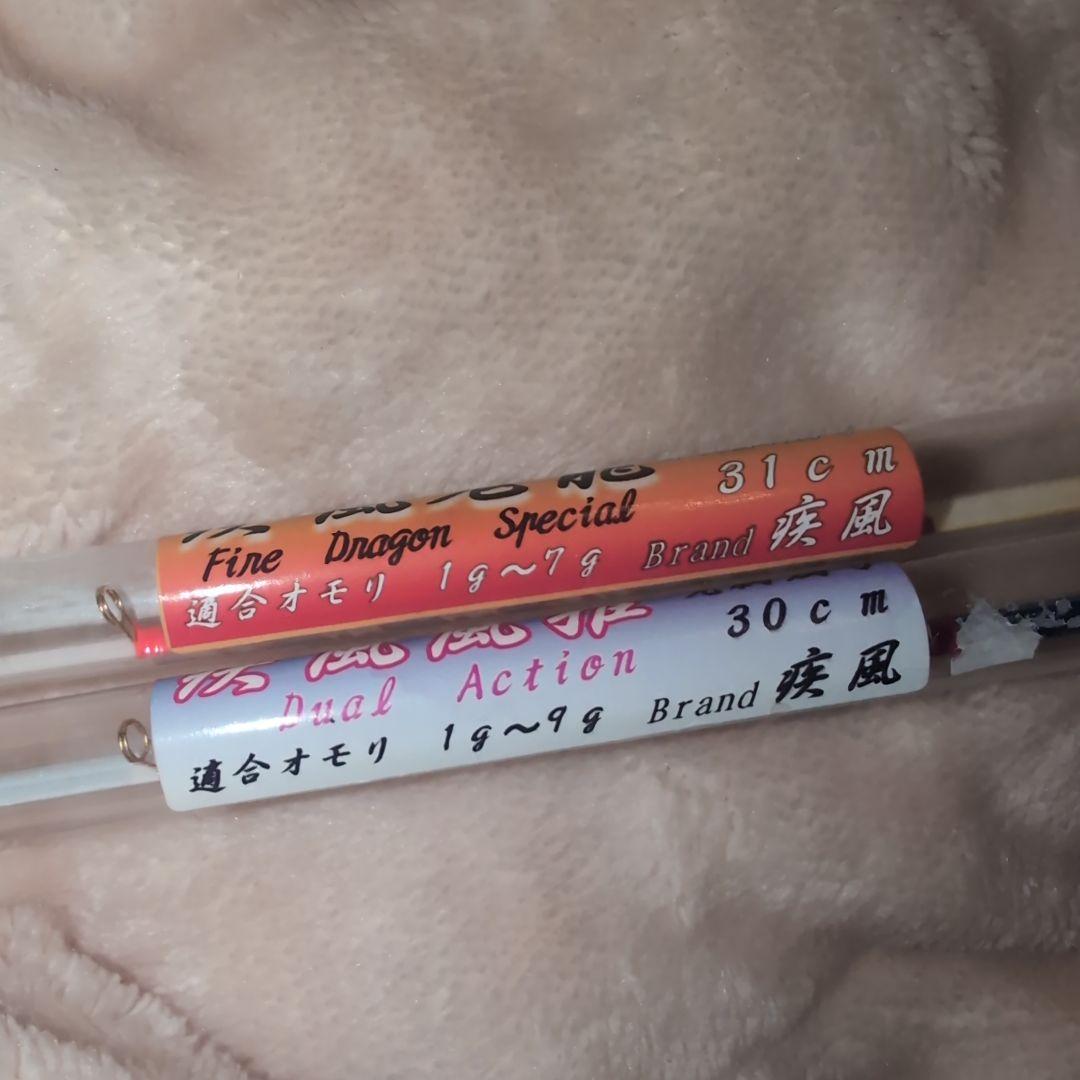 31cm
Fire Dragon Special
適合オモリ 1g～7g Brand 疾風
30cm
Dual Action
適合オモリ 1g～9g Brand 疾風